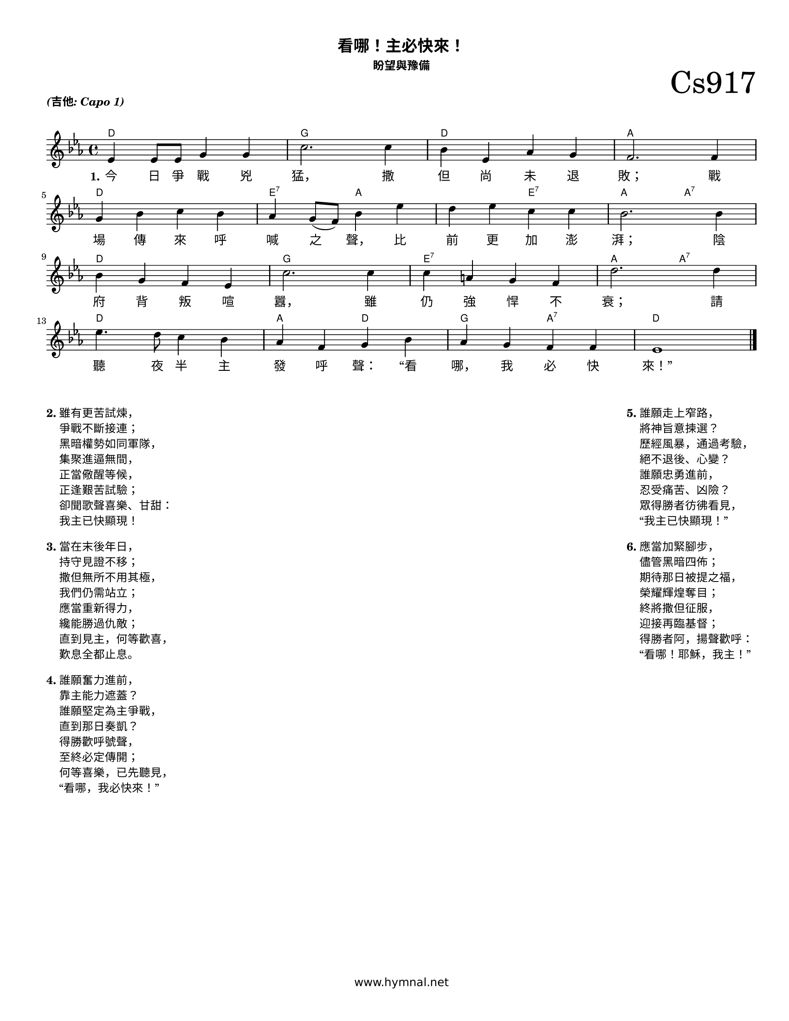 看哪！主必快來！
盼望與豫備
Cs917
(吉他: Capo 1)
D G D A
1. 今 日 爭 戰 兇 猛， 撒 但 尚 未 退 敗； 戰
5 D E7 A E7 A A7
場 傳 來 呼 喊 之 聲， 比 前 更 加 澎 湃； 陰
9 D G E7 A A7
府 背 叛 喧 囂， 雖 仍 強 悍 不 衰； 請
13 D A D G A7 D
聽 夜 半 主 發 呼 聲： “看 哪， 我 必 快 來！”
2. 雖有更苦試煉，
爭戰不斷接連；
黑暗權勢如同軍隊，
集聚進逼無間，
正當儆醒等候，
正逢艱苦試驗；
卻聞歌聲喜樂、甘甜：
我主已快顯現！
3. 當在末後年日，
持守見證不移；
撒但無所不用其極，
我們仍需站立；
應當重新得力，
纔能勝過仇敵；
直到見主，何等歡喜，
歎息全都止息。
4. 誰願奮力進前，
靠主能力遮蓋？
誰願堅定為主爭戰，
直到那日奏凱？
得勝歡呼號聲，
至終必定傳開；
何等喜樂，已先聽見，
“看哪，我必快來！”
5. 誰願走上窄路，
將神旨意揀選？
歷經風暴，通過考驗，
絕不退後、心變？
誰願忠勇進前，
忍受痛苦、凶險？
眾得勝者彷彿看見，
“我主已快顯現！”
6. 應當加緊腳步，
儘管黑暗四佈；
期待那日被提之福，
榮耀輝煌奪目；
終將撒但征服，
迎接再臨基督；
得勝者阿，揚聲歡呼：
“看哪！耶穌，我主！”
www.hymnal.net